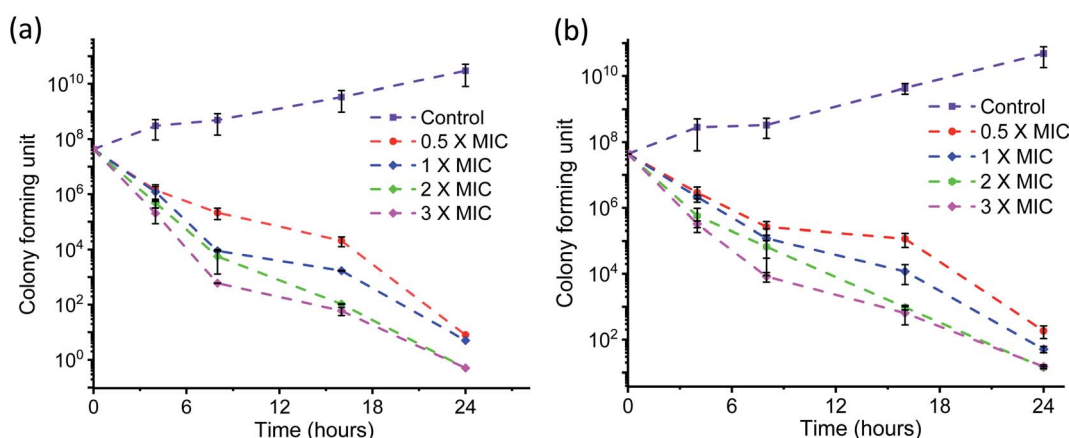 (a)
Colony forming unit
10^10
10^8
10^6
10^4
10^2
10^0
0 6 12 18 24
Time (hours)
Control
0.5 X MIC
1 X MIC
2 X MIC
3 X MIC
(b)
Colony forming unit
10^10
10^8
10^6
10^4
10^2
0 6 12 18 24
Time (hours)
Control
0.5 X MIC
1 X MIC
2 X MIC
3 X MIC